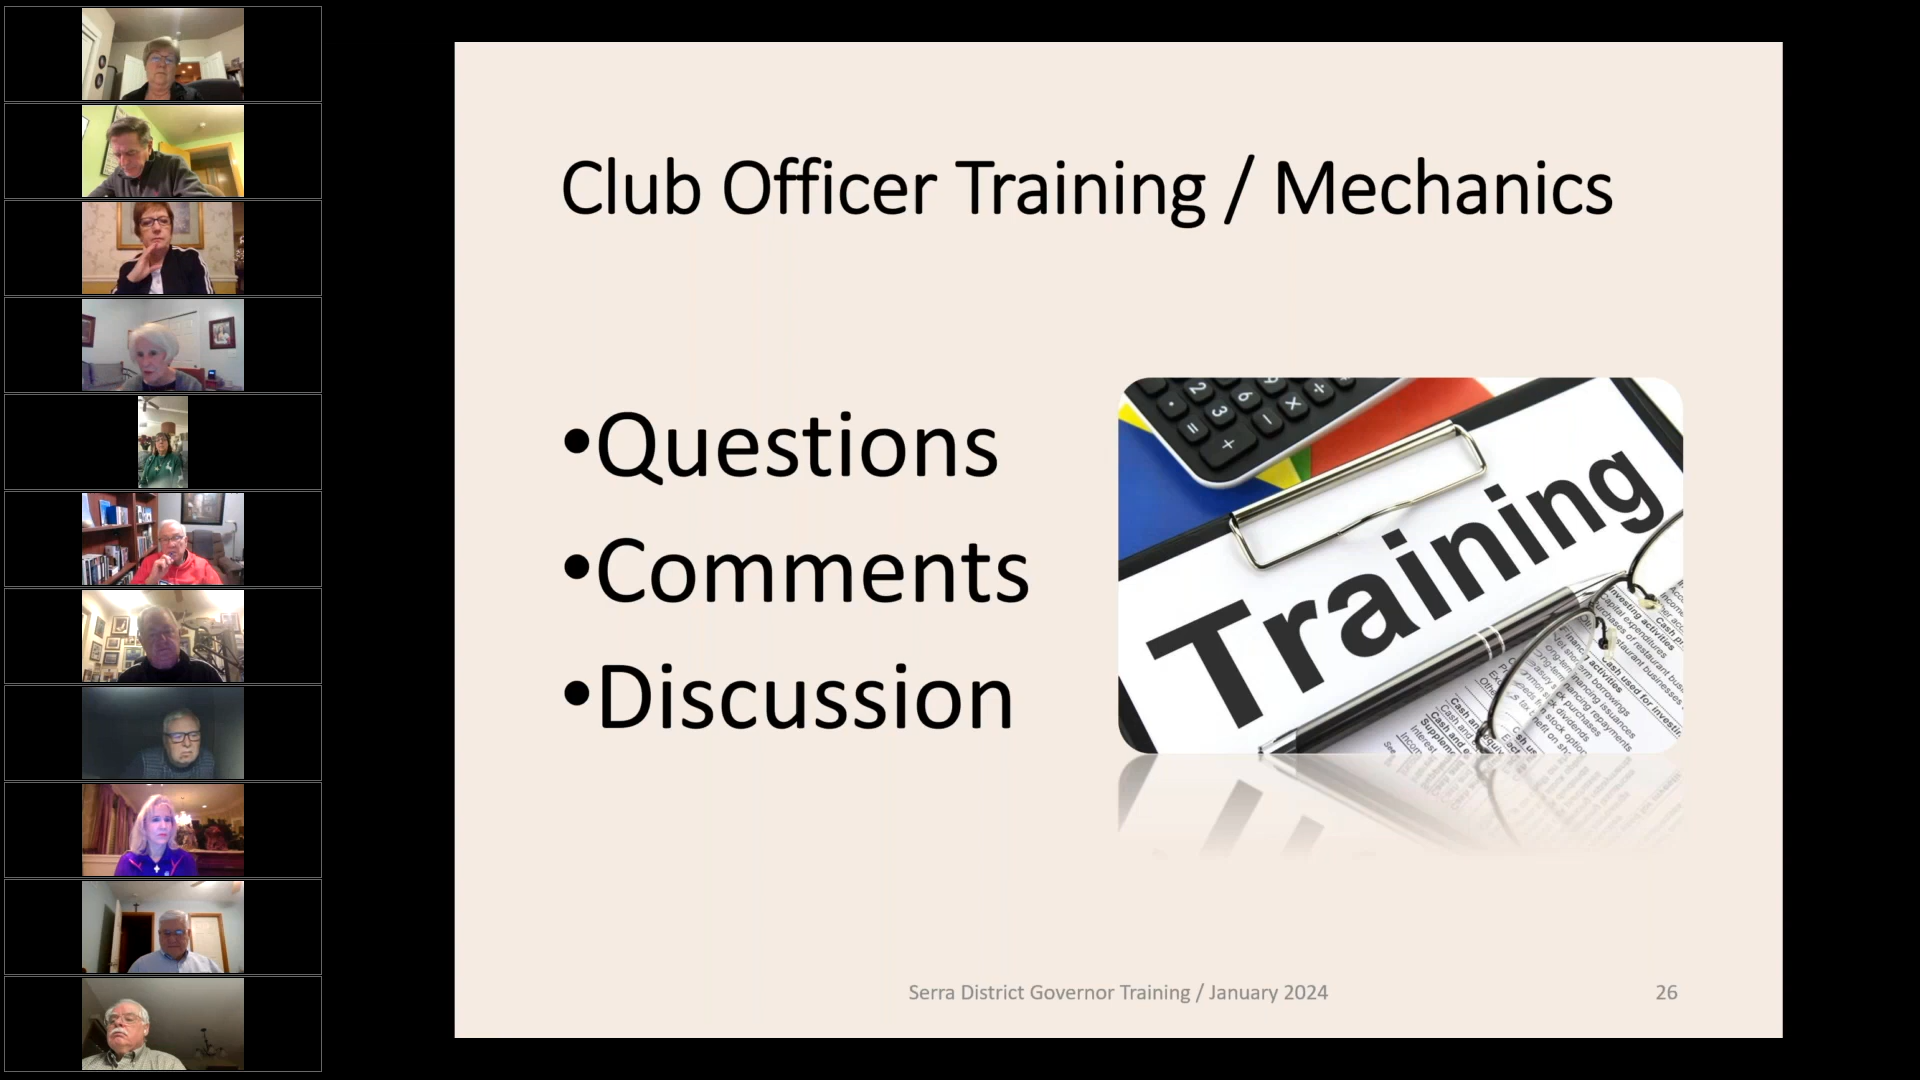 Club Officer Training / Mechanics
•Questions
•Comments
•Discussion
Training
Serra District Governor Training / January 2024
26